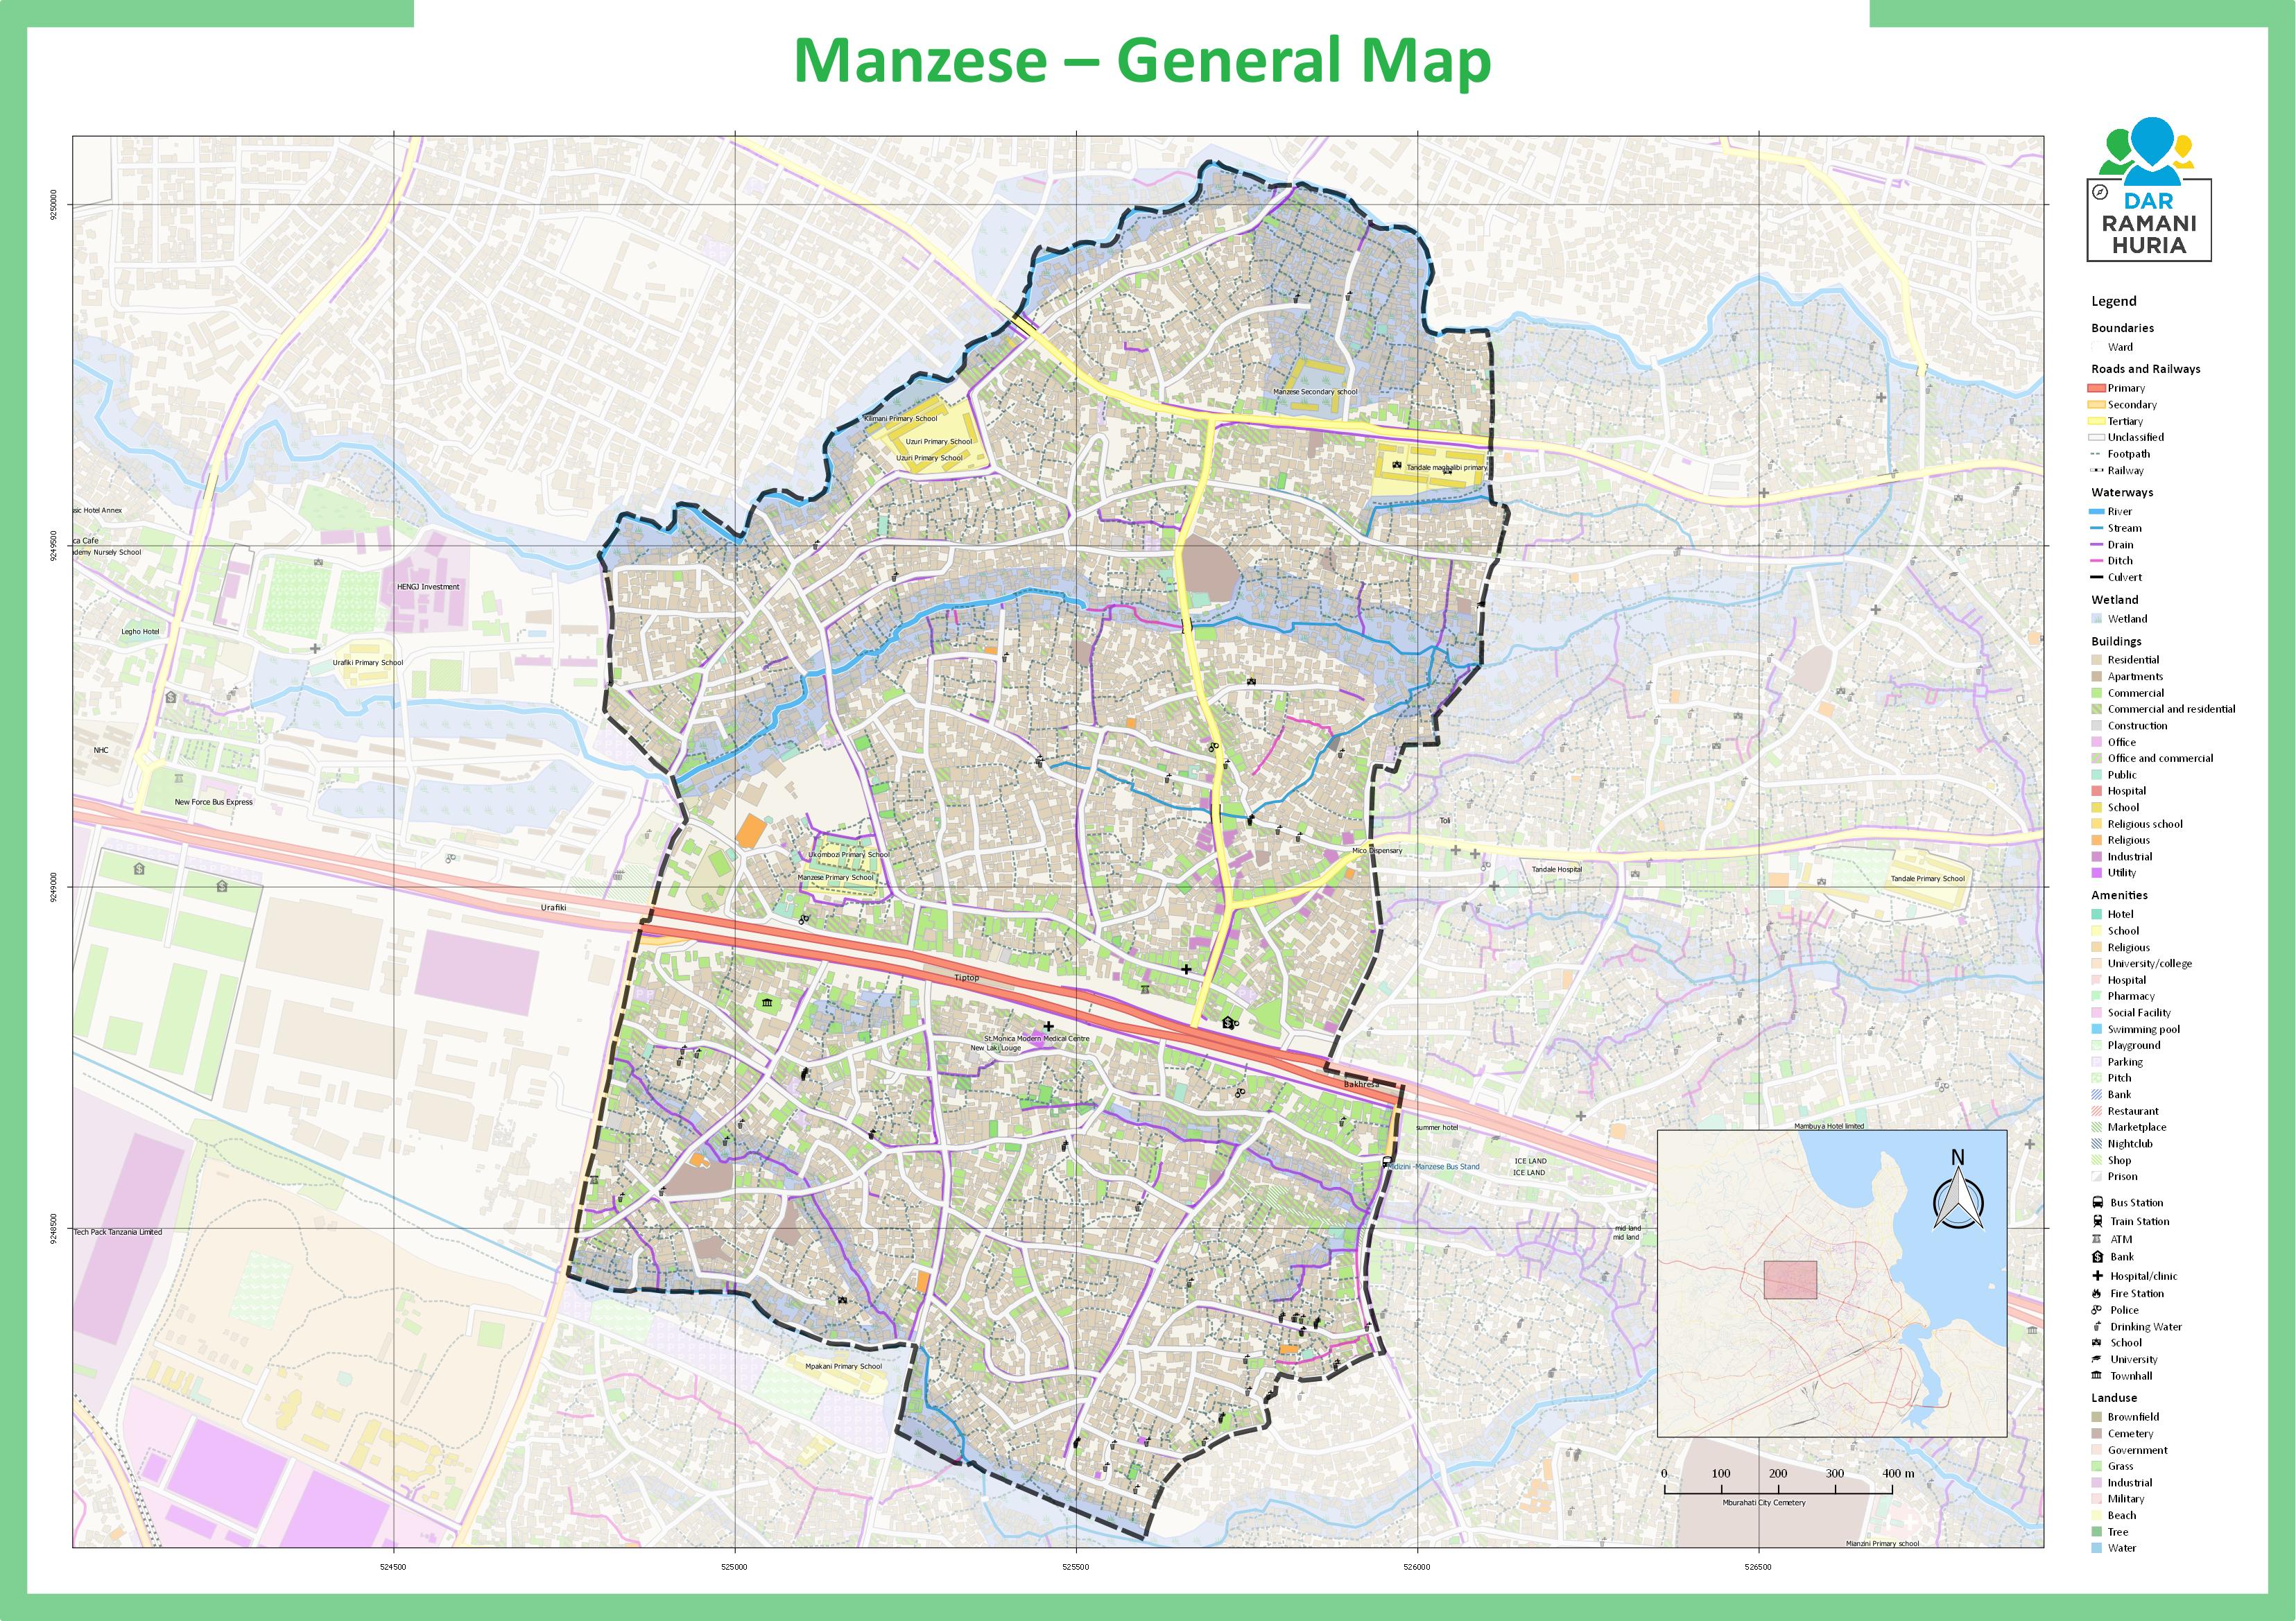 Manzese – General Map
DAR
RAMANI
HURIA
Legend
Boundaries
Ward
Roads and Railways
Primary
Secondary
Tertiary
Unclassified
Footpath
Railway
Waterways
River
Stream
Drain
Ditch
Culvert
Wetland
Wetland
Buildings
Residential
Apartments
Commercial
Commercial and residential
Construction
Office
Office and commercial
Public
Hospital
School
Religious school
Religious
Industrial
Utility
Amenities
Hotel
School
Religious
University/college
Hospital
Pharmacy
Social Facility
Swimming pool
Playground
Parking
Pitch
Bank
Restaurant
Marketplace
Nightclub
Shop
Prison
Bus Station
Train Station
ATM
Bank
Hospital/clinic
Fire Station
Police
Drinking Water
School
University
Townhall
Landuse
Brownfield
Cemetery
Government
Grass
Industrial
Military
Beach
Tree
Water
9250000
9249500
9249000
9248500
524500
525000
525500
526000
526500
Manzese Secondary school
Kilimani Primary School
Uzuri Primary School
Uzuri Primary School
Tandale maghalibi primary
sic Hotel Annex
ca Cafe
ademy Nursely School
HENGJ Investment
Legho Hotel
Urafiki Primary School
NHC
New Force Bus Express
Toli
Ukombozi Primary School
Manzese Primary School
Mico Dispensary
Tandale Hospital
Tandale Primary School
Urafiki
Tiptop
St.Monica Modern Medical Centre
New Laki Louge
Bakhresa
summer hotel
Mambuya Hotel limited
Midizini -Manzese Bus Stand
ICE LAND
ICE LAND
mid land
mid land
Tech Pack Tanzania Limited
Mpakani Primary School
N
0 100 200 300 400 m
Mburahati City Cemetery
Mianzini Primary school